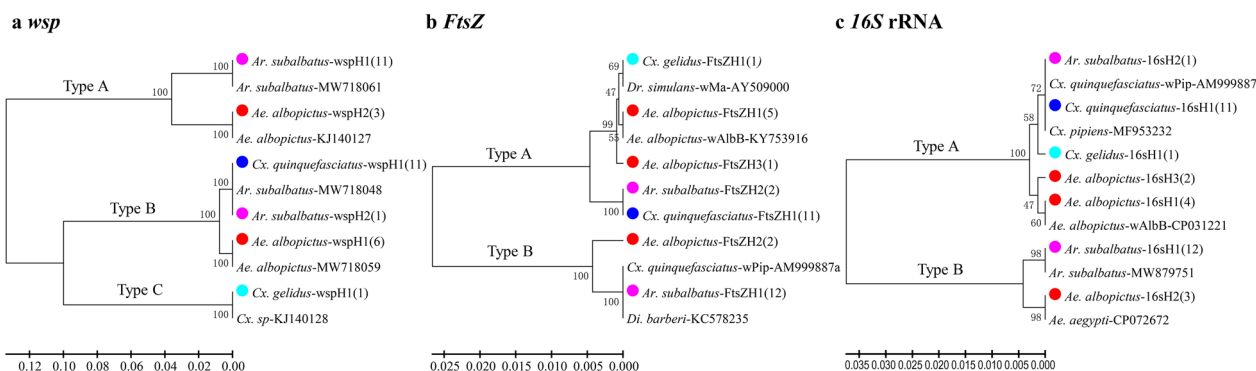 a wsp
Type A
Type B
Type C
100
100
100
100
100
100
100
Ar. subalbatus-wspH1(11)
Ar. subalbatus-MW718061
Ae. albopictus-wspH2(3)
Ae. albopictus-KJ140127
Cx. quinquefasciatus-wspH1(11)
Ar. subalbatus-MW718048
Ar. subalbatus-wspH2(1)
Ae. albopictus-wspH1(6)
Ae. albopictus-MW718059
Cx. gelidus-wspH1(1)
Cx. sp-KJ140128
0.12 0.10 0.08 0.06 0.04 0.02 0.00
b FtsZ
Type A
Type B
69
47
99
55
100
100
100
Cx. gelidus-FtsZH1(1)
Dr. simulans-wMa-AY509000
Ae. albopictus-FtsZH1(5)
Ae. albopictus-wAlbB-KY753916
Ae. albopictus-FtsZH3(1)
Ar. subalbatus-FtsZH2(2)
Cx. quinquefasciatus-FtsZH1(11)
Ae. albopictus-FtsZH2(2)
Cx. quinquefasciatus-wPip-AM999887a
Ar. subalbatus-FtsZH1(12)
Di. barberi-KC578235
0.025 0.020 0.015 0.010 0.005 0.000
c 16S rRNA
Type A
Type B
72
58
100
47
60
98
98
Ar. subalbatus-16sH2(1)
Cx. quinquefasciatus-wPip-AM999887
Cx. quinquefasciatus-16sH1(11)
Cx. pipiens-MF953232
Cx. gelidus-16sH1(1)
Ae. albopictus-16sH3(2)
Ae. albopictus-16sH1(4)
Ae. albopictus-wAlbB-CP031221
Ar. subalbatus-16sH1(12)
Ar. subalbatus-MW879751
Ae. albopictus-16sH2(3)
Ae. aegypti-CP072672
0.035 0.030 0.025 0.020 0.015 0.010 0.005 0.000